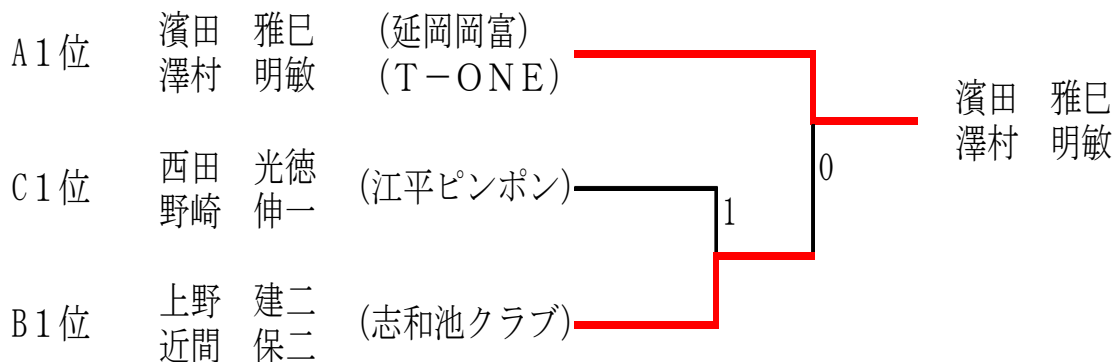 A1位 濱田 雅巳 (延岡岡富)
澤村 明敏 (T－ONE)
濱田 雅巳
澤村 明敏
0
C1位 西田 光徳 (江平ピンポン)
野崎 伸一
1
B1位 上野 建二 (志和池クラブ)
近間 保二